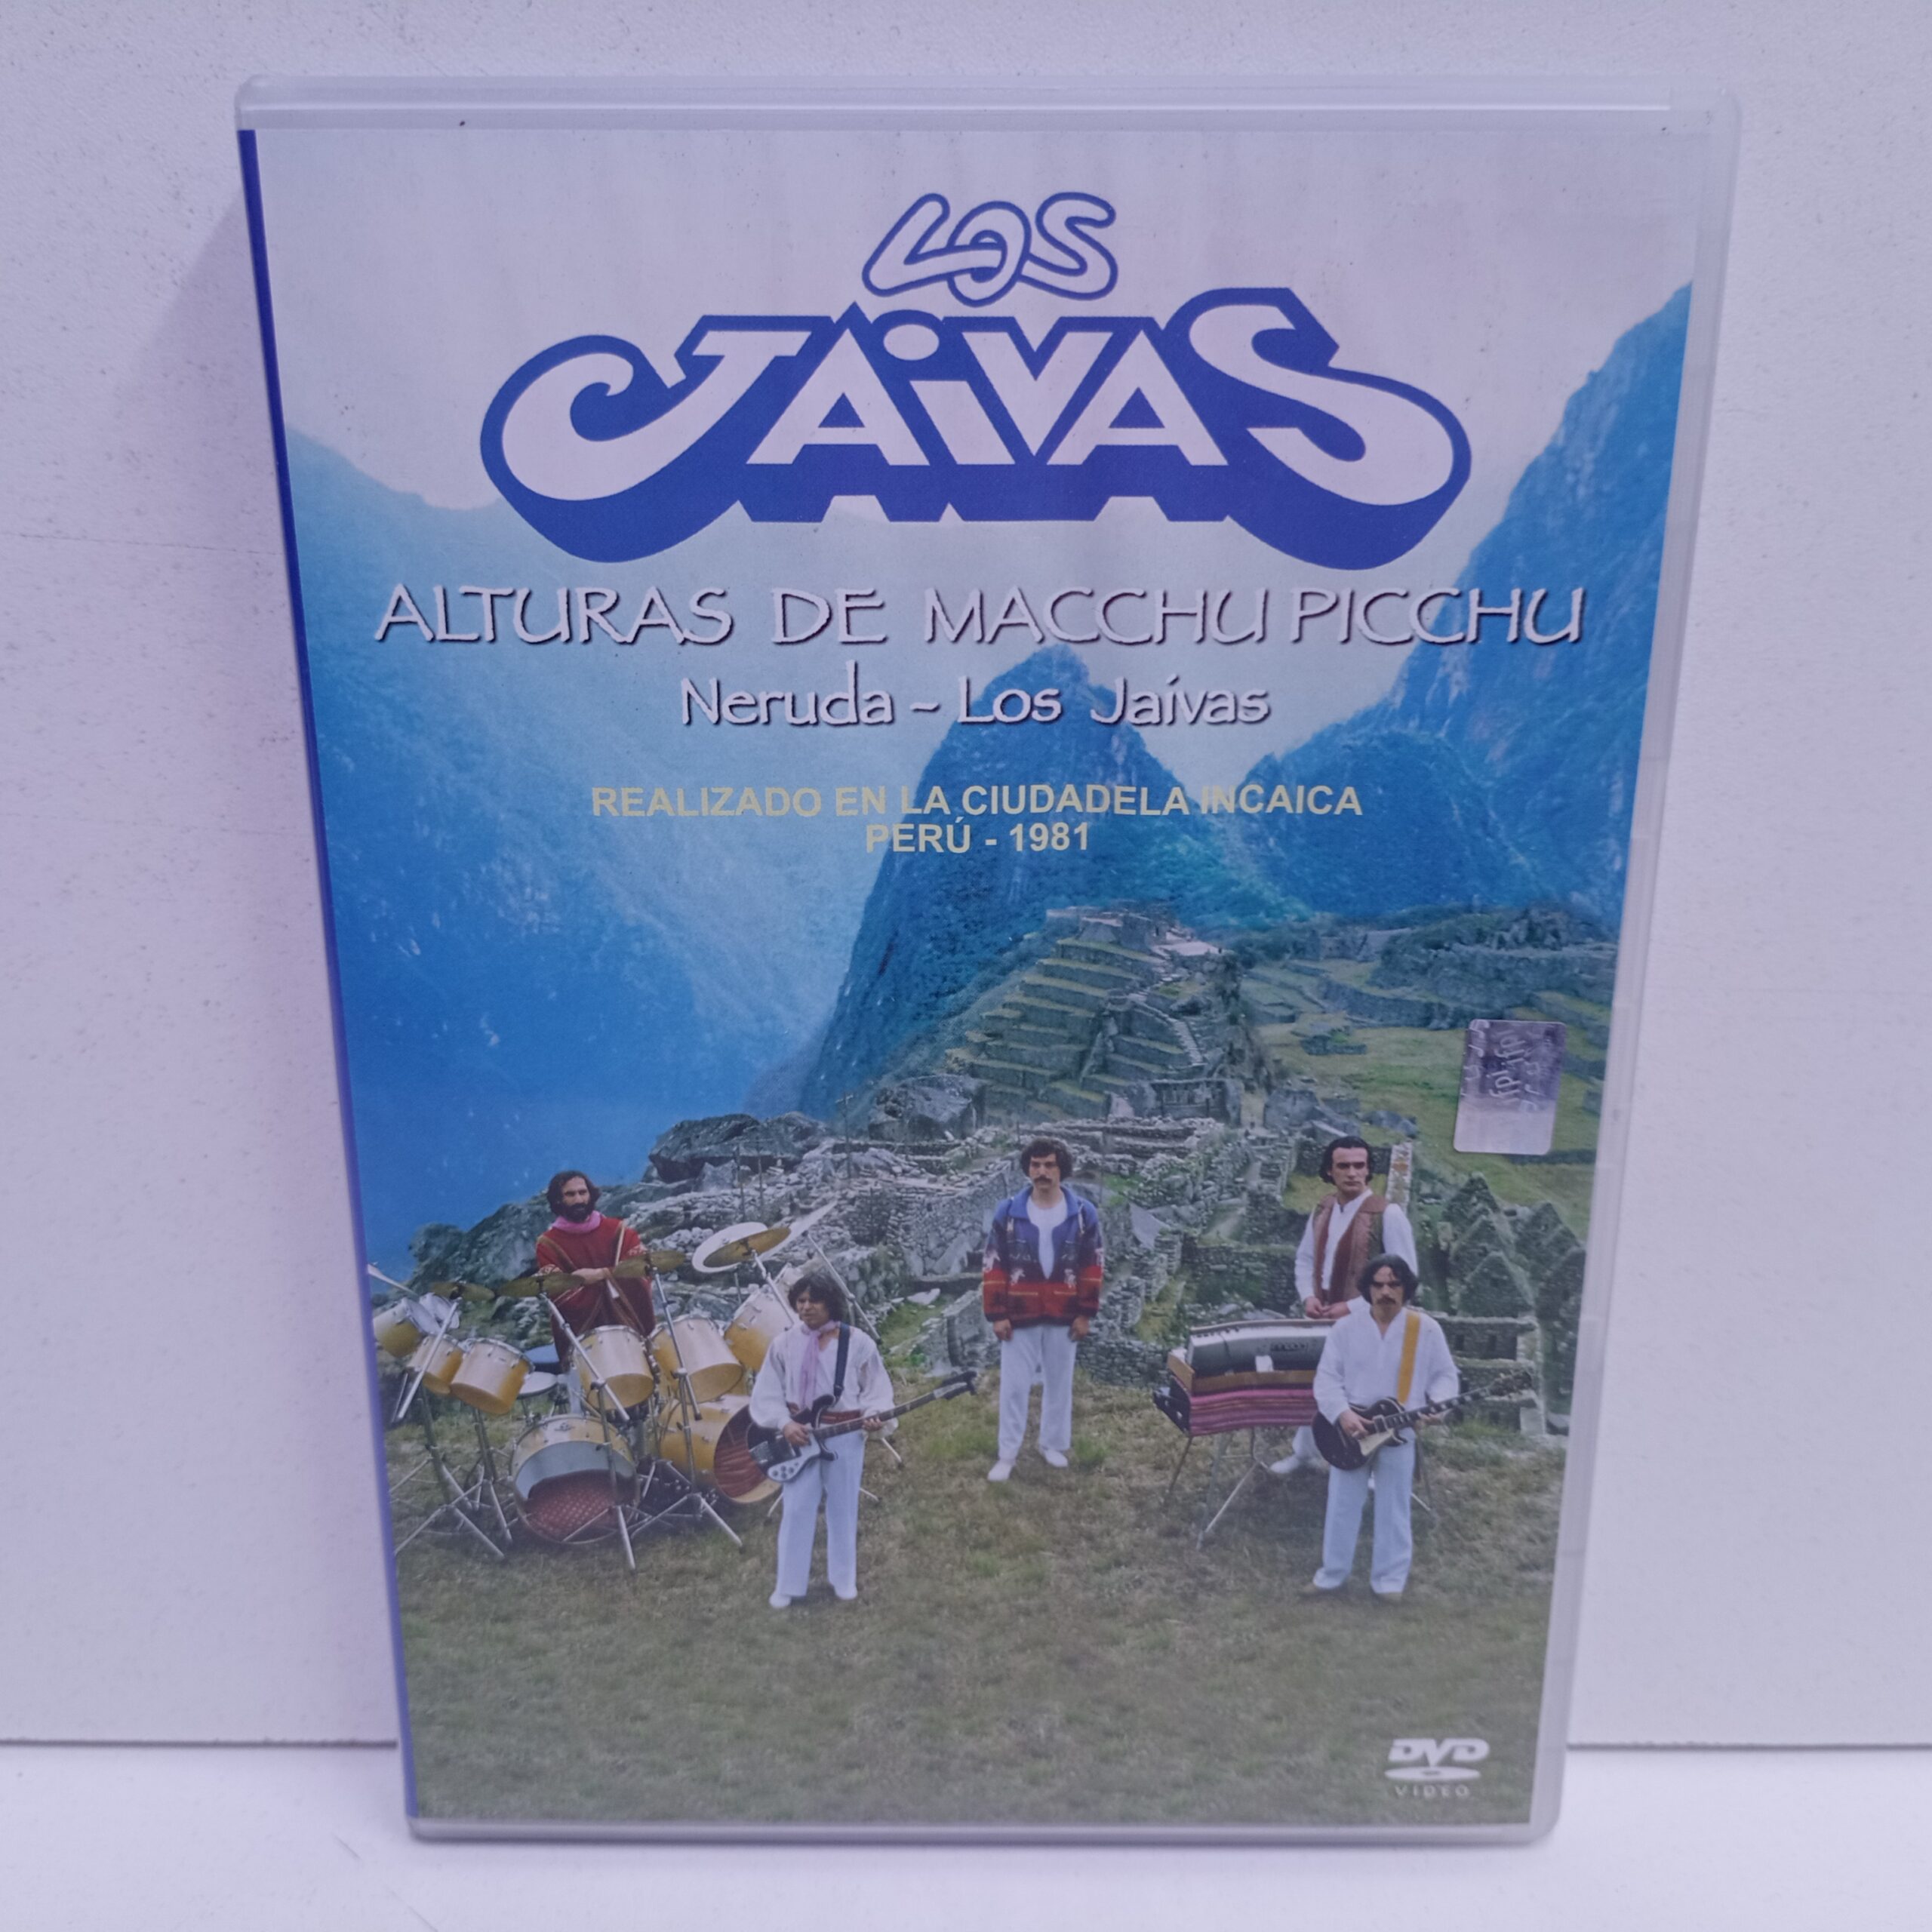 LOS
JAiVAS
ALTURAS DE MACCHU PICCHU
Neruda - Los Jaivas
REALIZADO EN LA CIUDADELA INCAICA
PERÚ - 1981
DVD
VIDEO